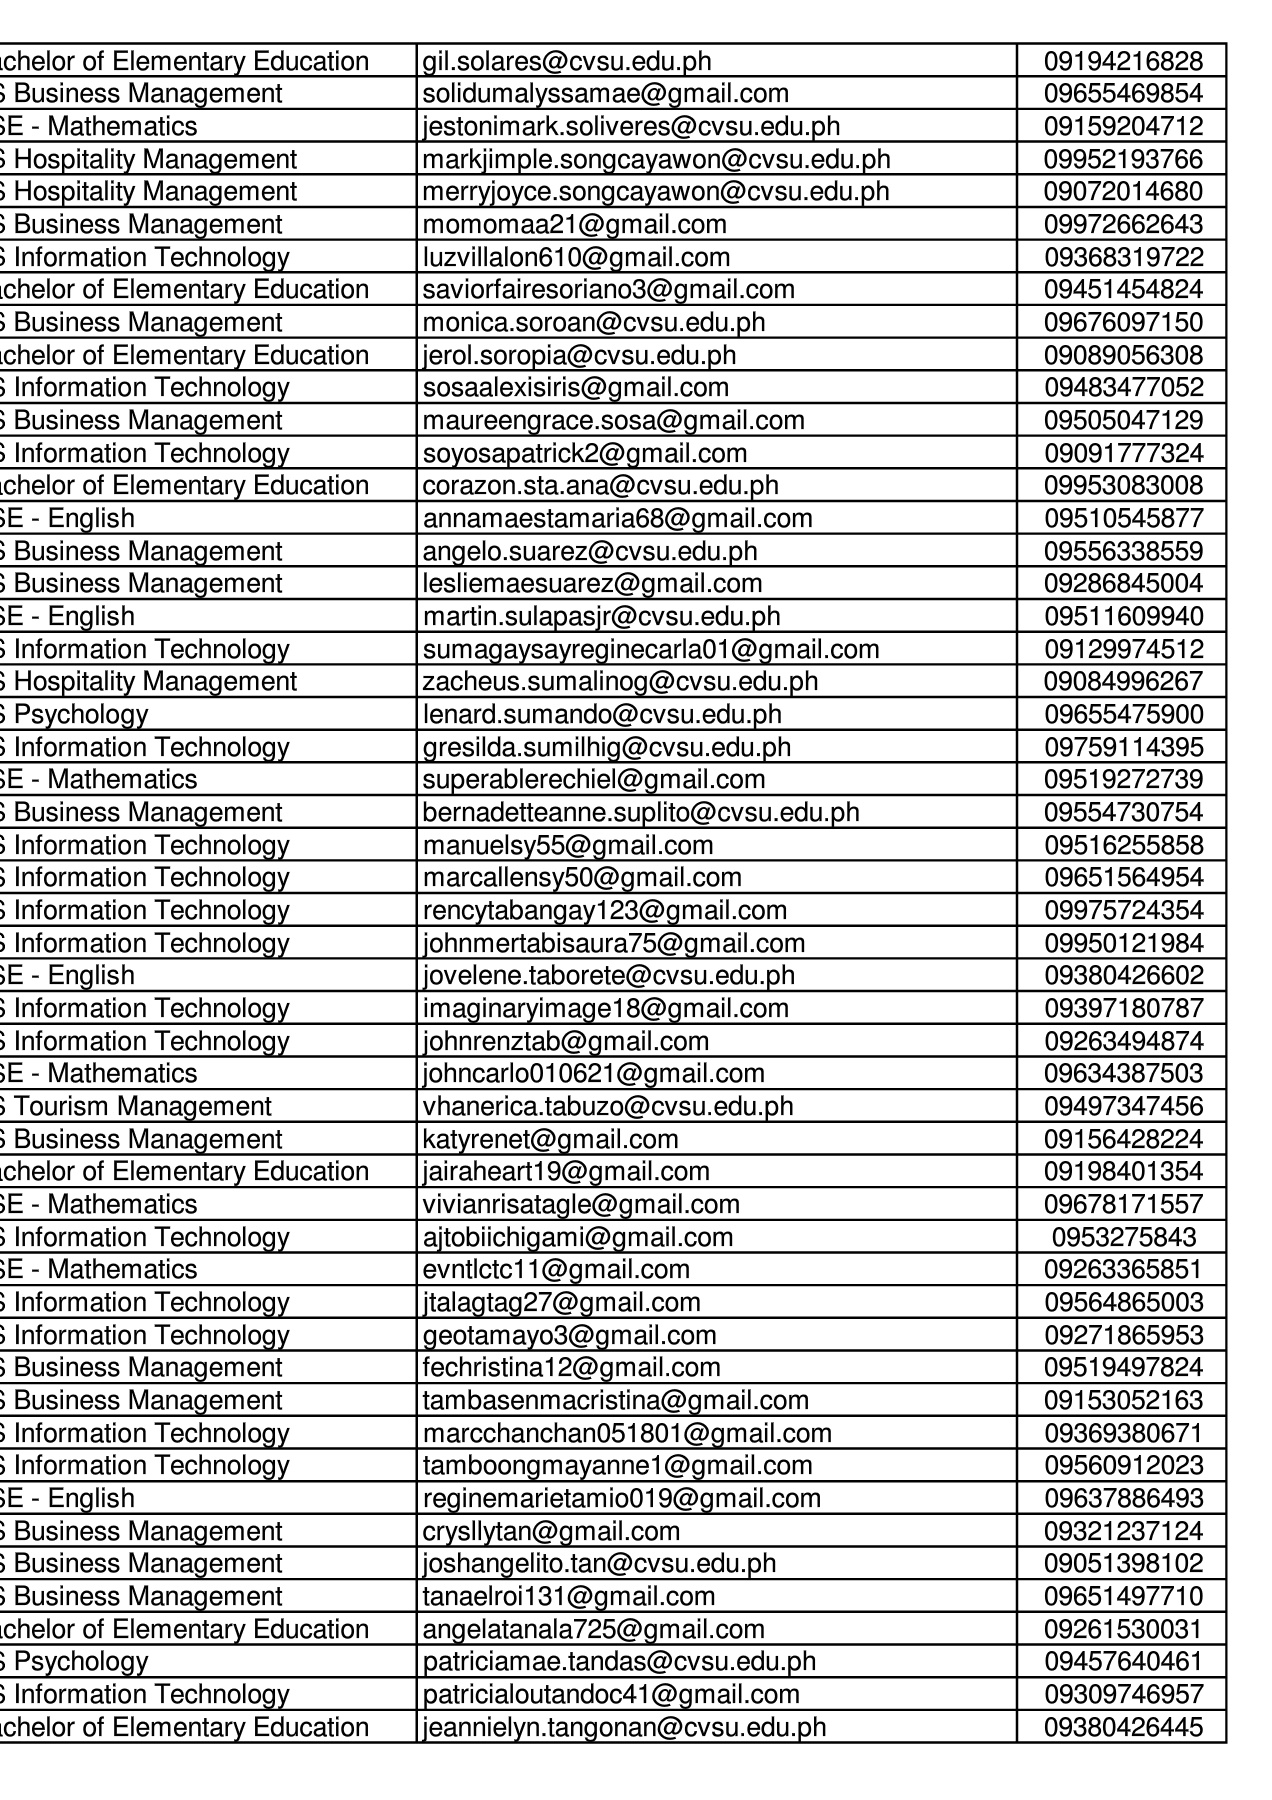 achelor of Elementary Education gil.solares@cvsu.edu.ph 09194216828
S Business Management solidumalyssamae@gmail.com 09655469854
SE - Mathematics jestonimark.soliveres@cvsu.edu.ph 09159204712
S Hospitality Management markjimple.songcayawon@cvsu.edu.ph 09952193766
S Hospitality Management merryjoyce.songcayawon@cvsu.edu.ph 09072014680
S Business Management momomaa21@gmail.com 09972662643
S Information Technology luzvillalon610@gmail.com 09368319722
achelor of Elementary Education saviorfairesoriano3@gmail.com 09451454824
S Business Management monica.soroan@cvsu.edu.ph 09676097150
achelor of Elementary Education jerol.soropia@cvsu.edu.ph 09089056308
S Information Technology sosaalexisiris@gmail.com 09483477052
S Business Management maureengrace.sosa@gmail.com 09505047129
S Information Technology soyosapatrick2@gmail.com 09091777324
achelor of Elementary Education corazon.sta.ana@cvsu.edu.ph 09953083008
SE - English annamaestamaria68@gmail.com 09510545877
S Business Management angelo.suarez@cvsu.edu.ph 09556338559
S Business Management lesliemaesuarez@gmail.com 09286845004
SE - English martin.sulapasjr@cvsu.edu.ph 09511609940
S Information Technology sumagaysayreginecarla01@gmail.com 09129974512
S Hospitality Management zacheus.sumalinog@cvsu.edu.ph 09084996267
S Psychology lenard.sumando@cvsu.edu.ph 09655475900
S Information Technology gresilda.sumilhig@cvsu.edu.ph 09759114395
SE - Mathematics superablerechiel@gmail.com 09519272739
S Business Management bernadetteanne.suplito@cvsu.edu.ph 09554730754
S Information Technology manuelsy55@gmail.com 09516255858
S Information Technology marcallensy50@gmail.com 09651564954
S Information Technology rencytabangay123@gmail.com 09975724354
S Information Technology johnmertabisaura75@gmail.com 09950121984
SE - English jovelene.taborete@cvsu.edu.ph 09380426602
S Information Technology imaginaryimage18@gmail.com 09397180787
S Information Technology johnrenztab@gmail.com 09263494874
SE - Mathematics johncarlo010621@gmail.com 09634387503
S Tourism Management vhanerica.tabuzo@cvsu.edu.ph 09497347456
S Business Management katyrenet@gmail.com 09156428224
achelor of Elementary Education jairaheart19@gmail.com 09198401354
SE - Mathematics vivianrisatagle@gmail.com 09678171557
S Information Technology ajtobiichigami@gmail.com 0953275843
SE - Mathematics evntlctc11@gmail.com 09263365851
S Information Technology jtalagtag27@gmail.com 09564865003
S Information Technology geotamayo3@gmail.com 09271865953
S Business Management fechristina12@gmail.com 09519497824
S Business Management tambasenmacristina@gmail.com 09153052163
S Information Technology marcchanchan051801@gmail.com 09369380671
S Information Technology tamboongmayanne1@gmail.com 09560912023
SE - English reginemarietamio019@gmail.com 09637886493
S Business Management crysllytan@gmail.com 09321237124
S Business Management joshangelito.tan@cvsu.edu.ph 09051398102
S Business Management tanaelroi131@gmail.com 09651497710
achelor of Elementary Education angelatanala725@gmail.com 09261530031
S Psychology patriciamae.tandas@cvsu.edu.ph 09457640461
S Information Technology patricialoutandoc41@gmail.com 09309746957
achelor of Elementary Education jeannielyn.tangonan@cvsu.edu.ph 09380426445